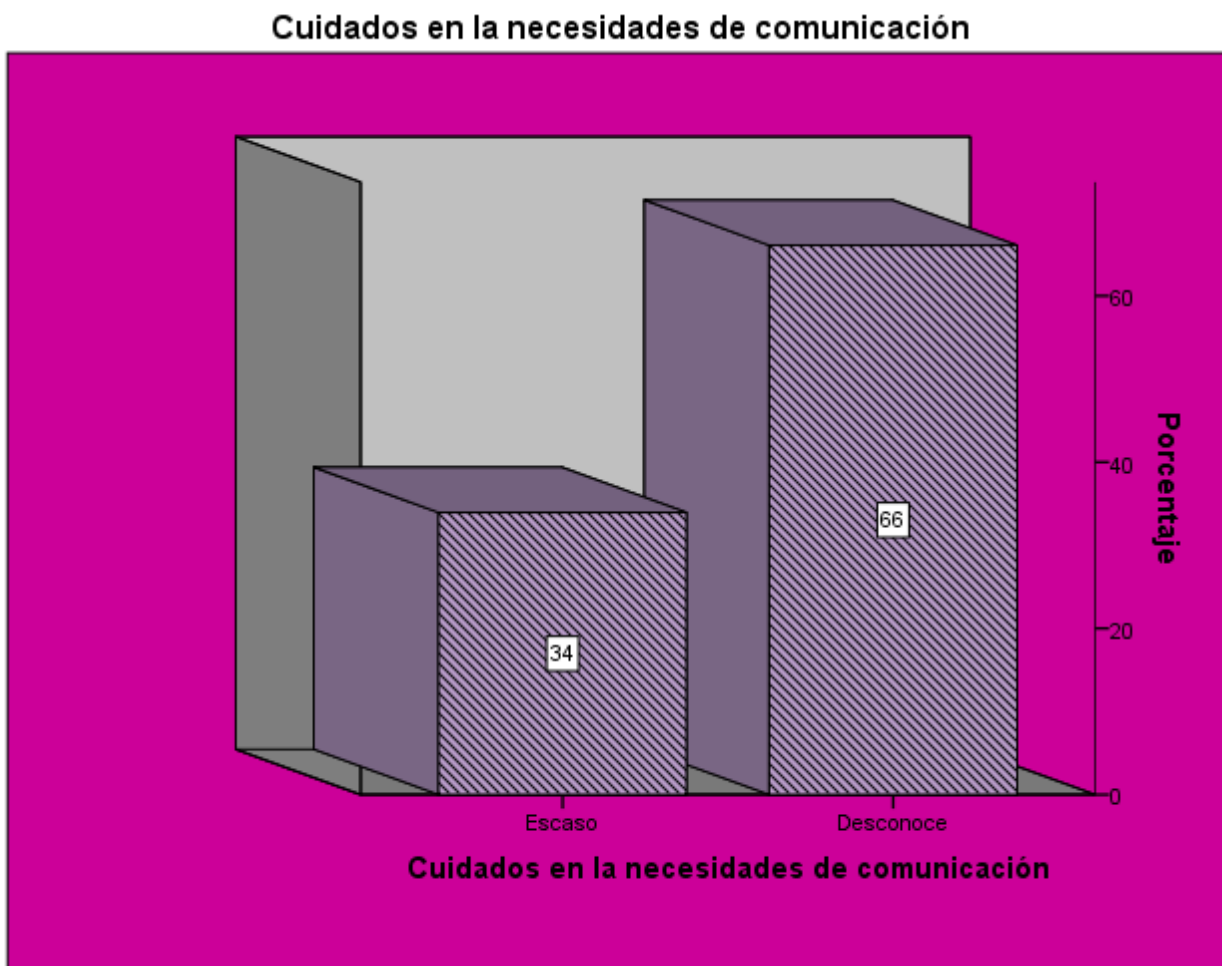 Cuidados en la necesidades de comunicación
60
40
20
0
Porcentaje
66
34
Escaso
Desconoce
Cuidados en la necesidades de comunicación